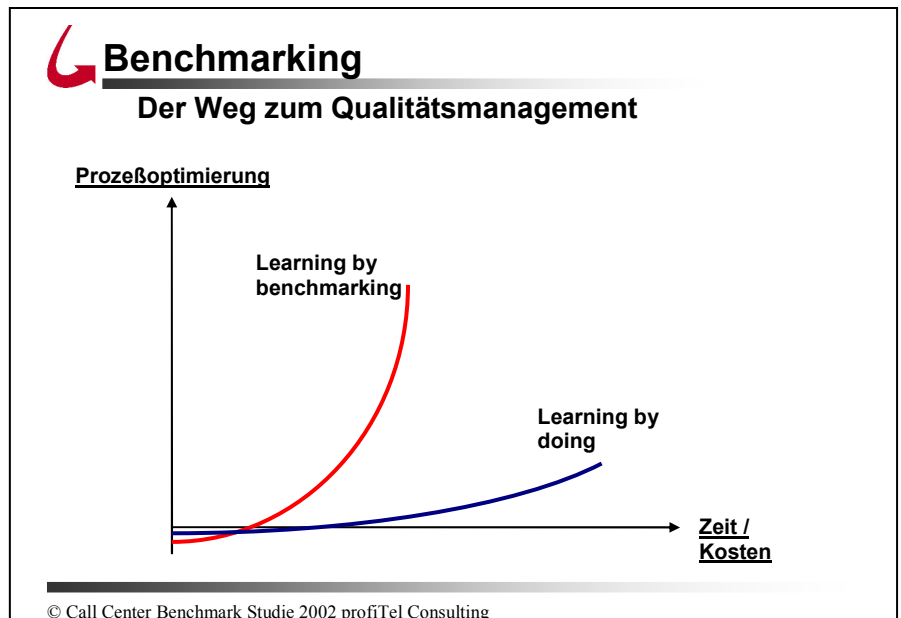 Benchmarking
Der Weg zum Qualitätsmanagement
Prozeßoptimierung
Learning by
benchmarking
Learning by
doing
Zeit /
Kosten
© Call Center Benchmark Studie 2002 profiTel Consulting